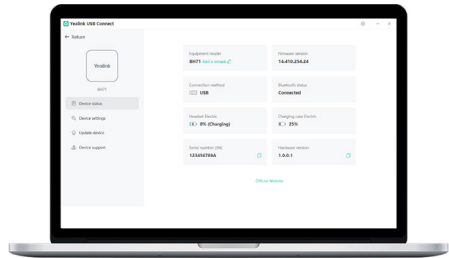 Yealink USB Connect
← Return
Yealink
BH71
Device status
Device settings
Update device
Device support
Equipment model
BH71 Add a remark
Firmware version
14.410.254.24
Connection method
USB
Bluetooth status
Connected
Headset Electric
0% (Charging)
Charging case Electric
25%
Serial number (SN)
123456789A
Hardware version
1.0.0.1
Official Website